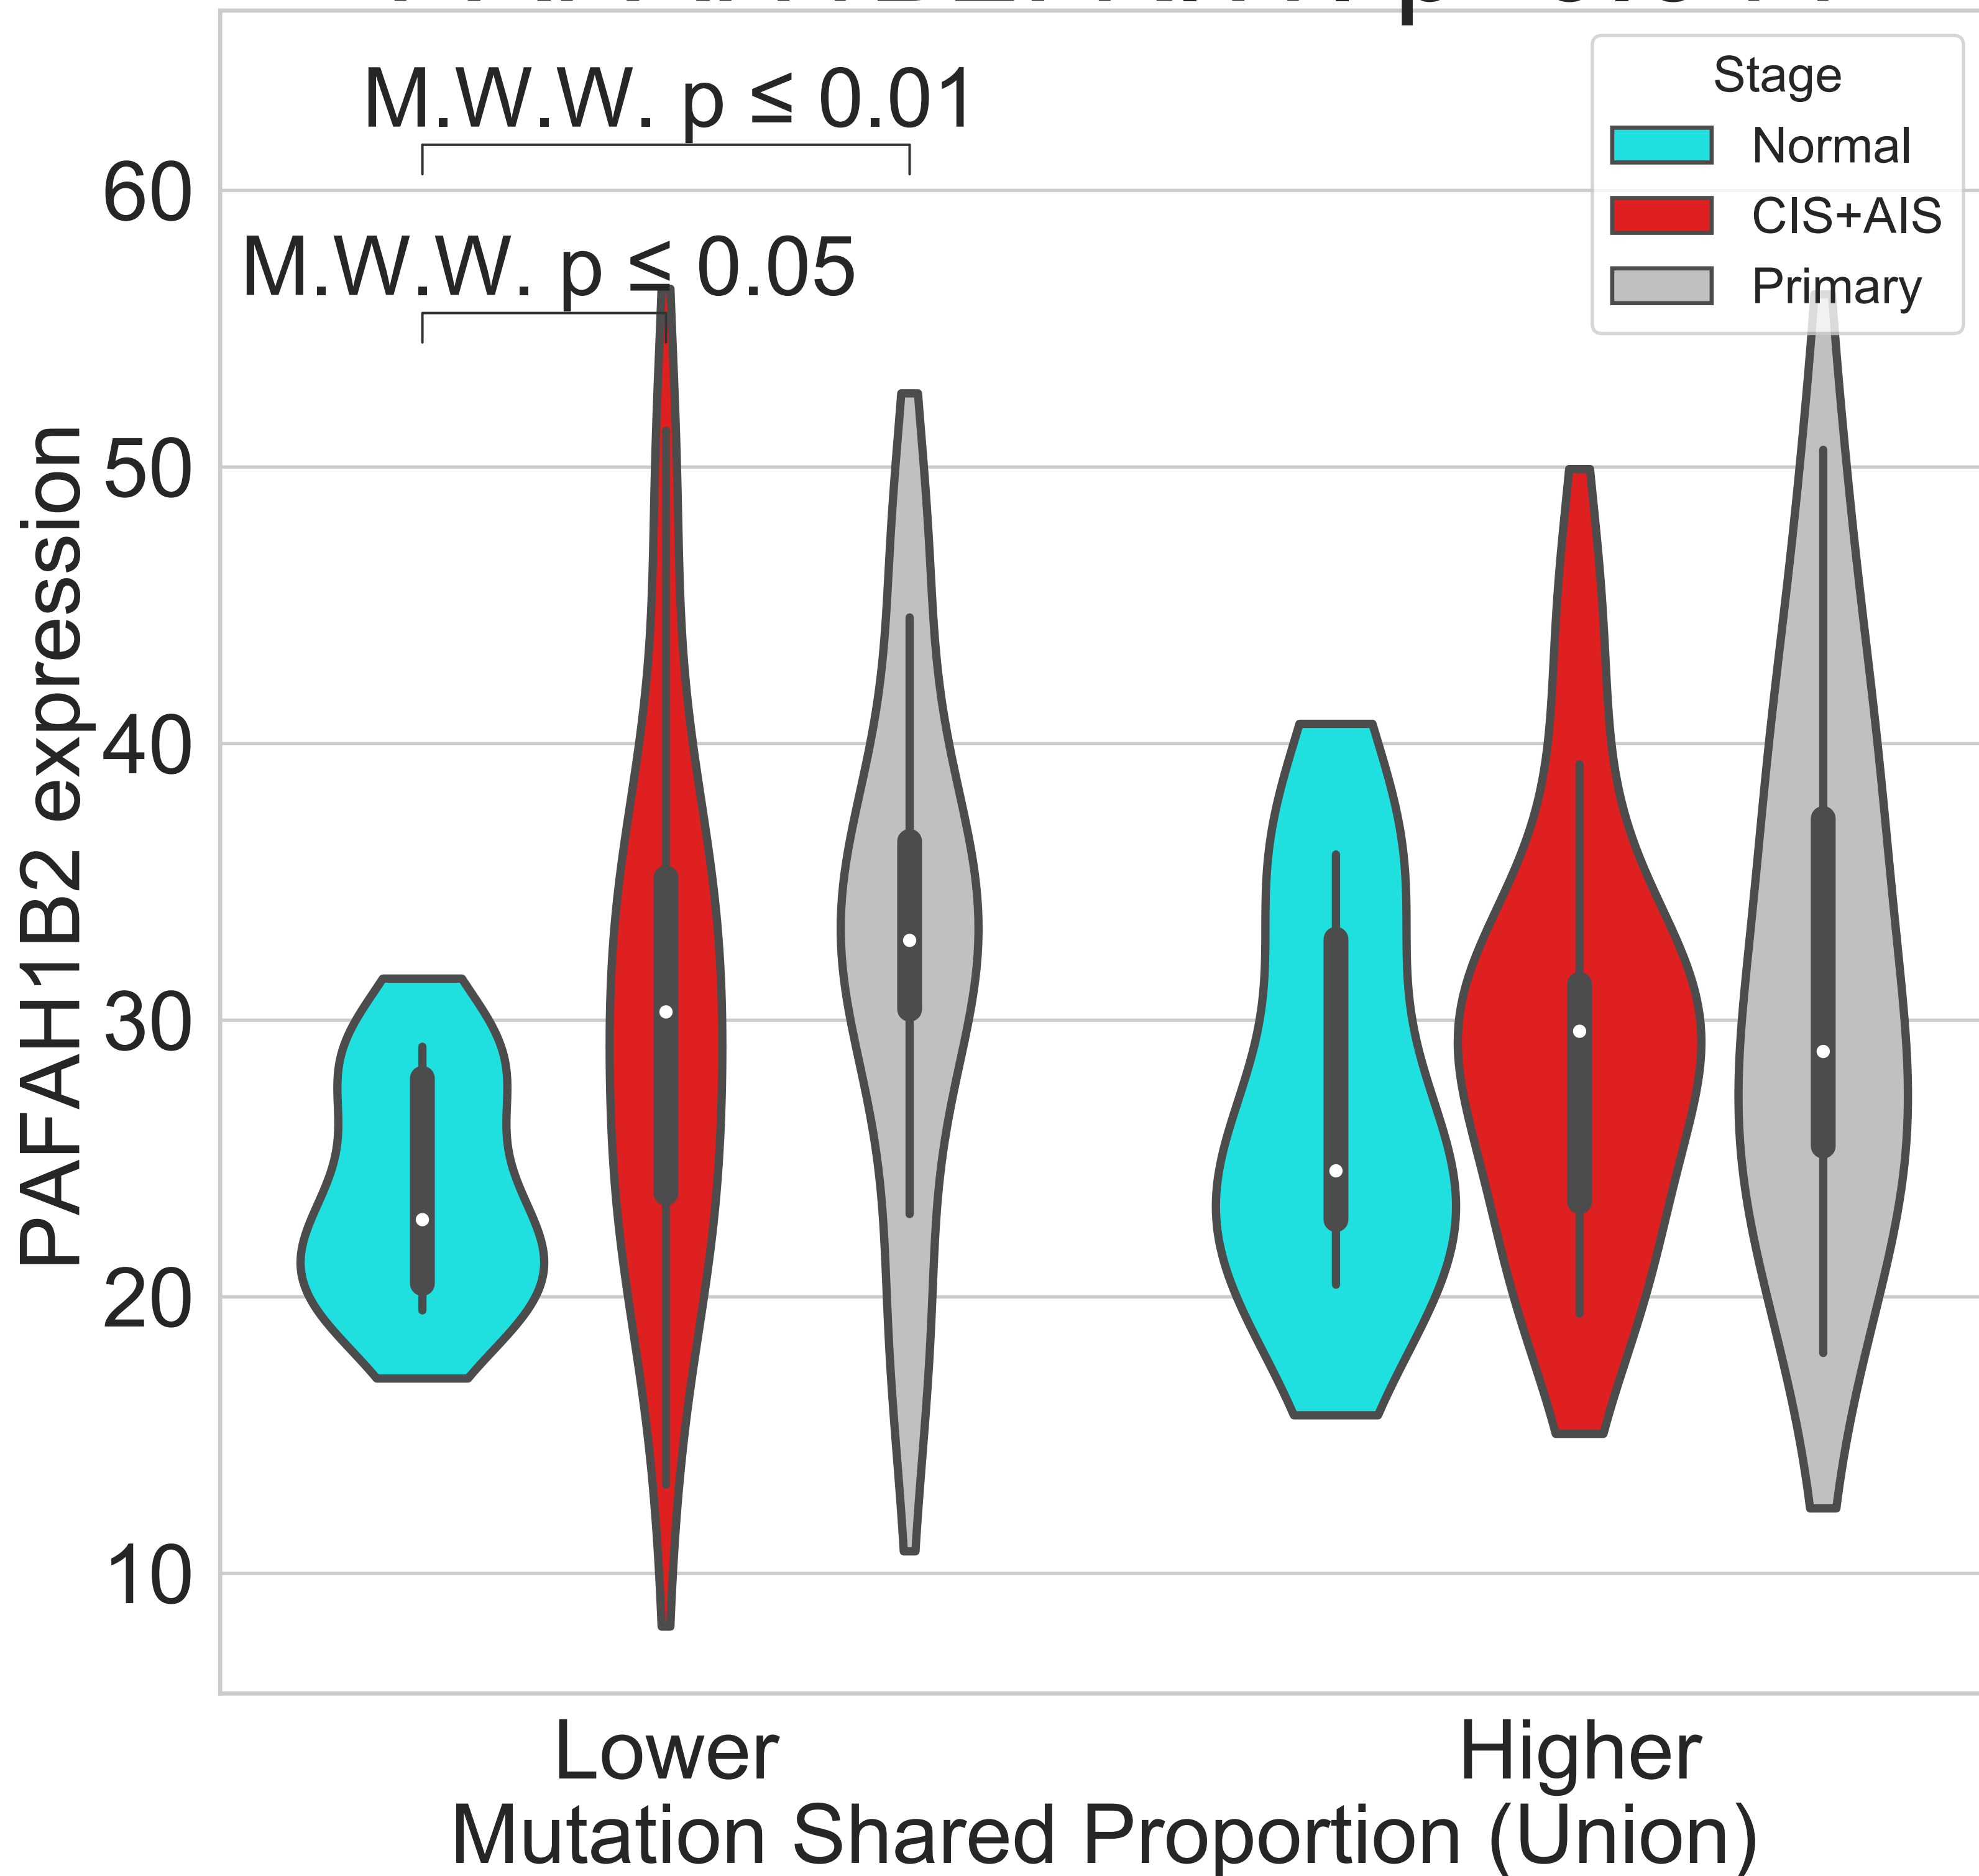 M.W.W. p ≤ 0.01
M.W.W. p ≤ 0.05
Stage
Normal
CIS+AIS
Primary
60
50
40
30
20
10
PAFAH1B2 expression
Lower
Higher
Mutation Shared Proportion (Union)